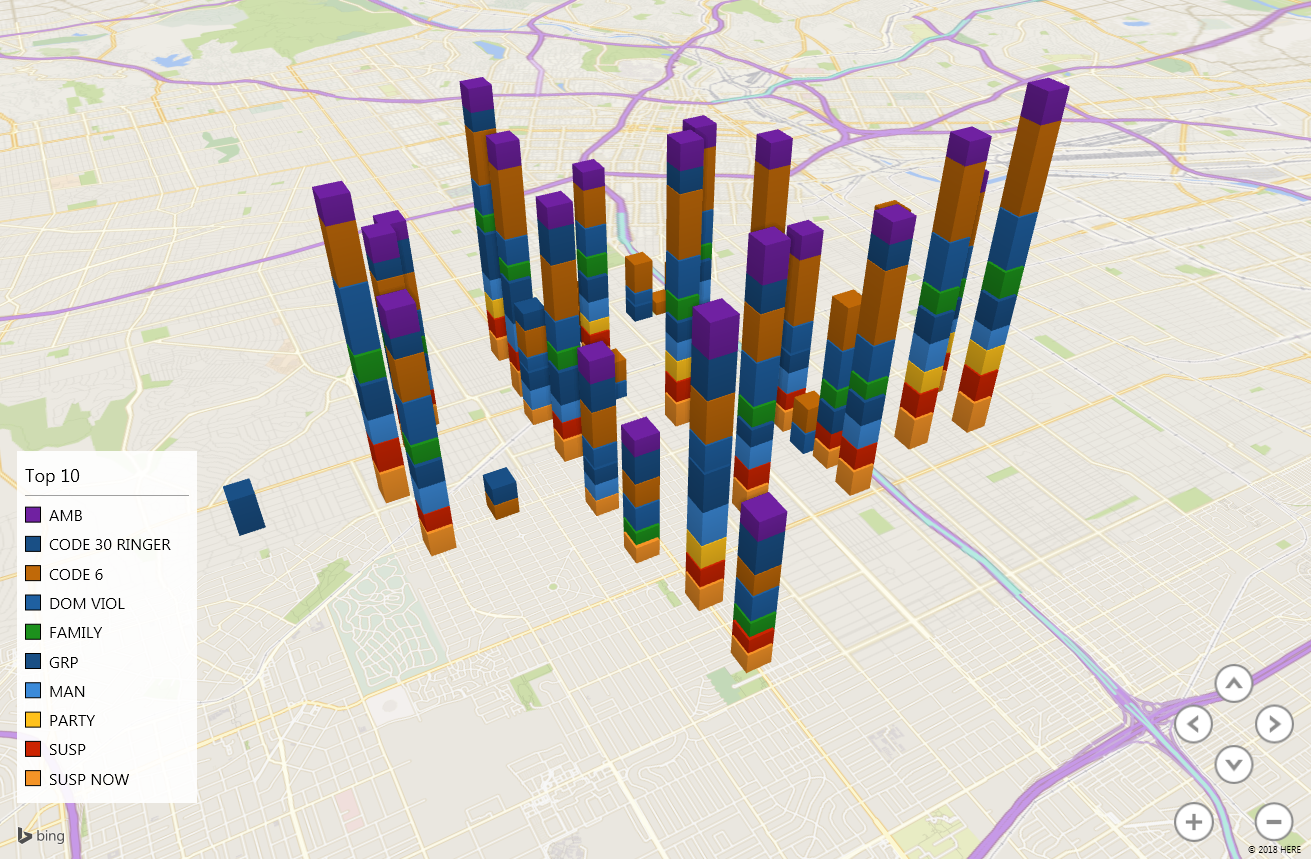 Top 10
AMB
CODE 30 RINGER
CODE 6
DOM VIOL
FAMILY
GRP
MAN
PARTY
SUSP
SUSP NOW
bing
© 2018 HERE